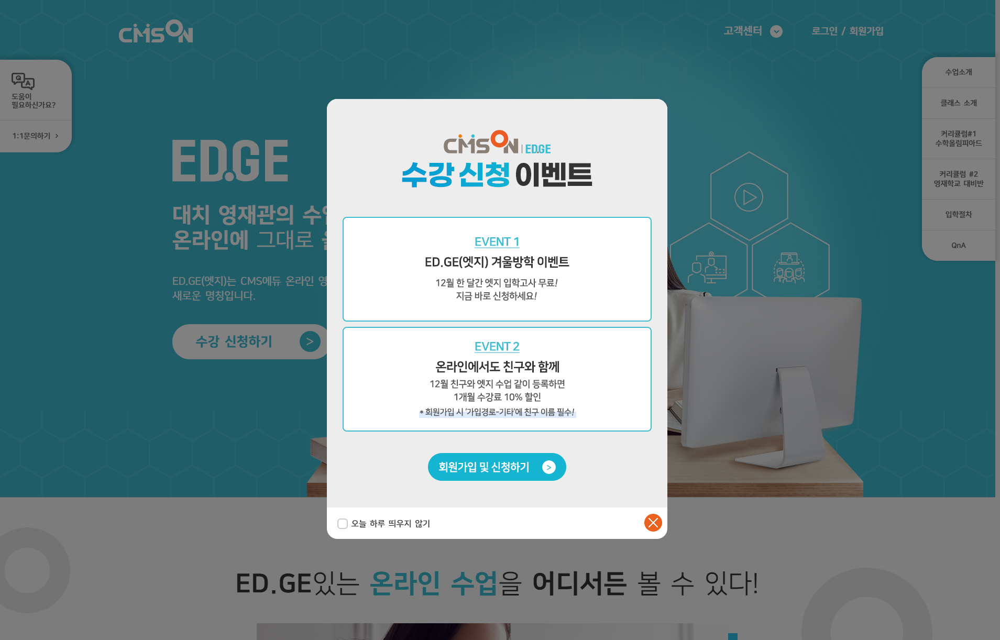 CMSON
고객센터
로그인 / 회원가입
도움이
필요하신가요?
1:1문의하기 >
수업소개
클래스 소개
커리큘럼#1
수학올림피아드
커리큘럼 #2
영재학교 대비반
입학절차
QnA
ED.GE
대치 영재관의
온라인에 그대로
ED.GE(엣지)는 CMS에듀 온라인
새로운 명칭입니다.
수강 신청하기 >
CMSON | ED.GE
수강 신청 이벤트
EVENT 1
ED.GE(엣지) 겨울방학 이벤트
12월 한 달간 엣지 입학고사 무료!
지금 바로 신청하세요!
EVENT 2
온라인에서도 친구와 함께
12월 친구와 엣지 수업 같이 등록하면
1개월 수강료 10% 할인
* 회원가입 시 '가입경로-기타'에 친구 이름 필수!
회원가입 및 신청하기 >
오늘 하루 띄우지 않기
ED.GE있는 온라인 수업을 어디서든 볼 수 있다!